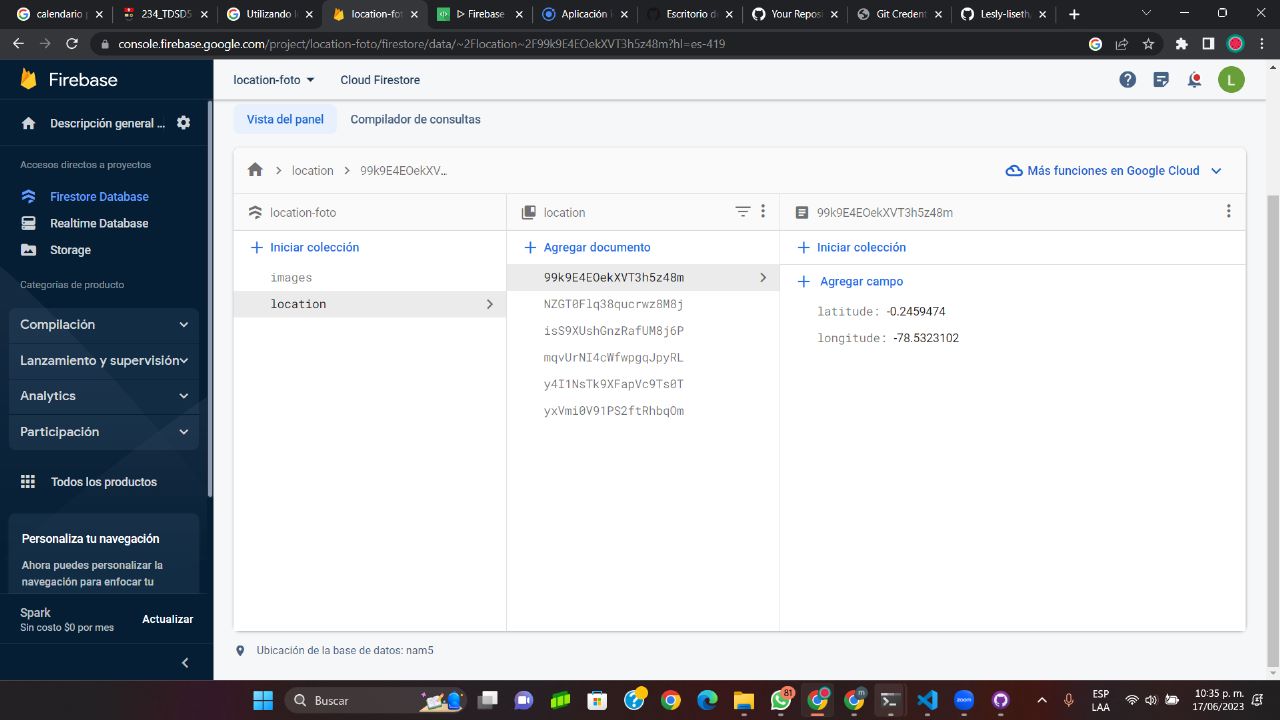 calendario
234_TDSD5
Utilizando l
location-fot
Firebase
Aplicación i
Escritorio d
Your Reposi
Git Credent
Lesly-liseth,
console.firebase.google.com/project/location-foto/firestore/data/~2Flocation~2F99k9E4EOekXVT3h5z48m?hl=es-419
Firebase
location-foto
Cloud Firestore
L
Descripción general ...
Vista del panel
Compilador de consultas
Accesos directos a proyectos
Firestore Database
Realtime Database
Storage
Categorías de producto
Compilación
Lanzamiento y supervisión
Analytics
Participación
Todos los productos
Personaliza tu navegación
Ahora puedes personalizar la
navegación para enfocar tu
Spark
Sin costo $0 por mes
Actualizar
location
99k9E4EOekXV...
Más funciones en Google Cloud
location-foto
Iniciar colección
images
location
location
Agregar documento
99k9E4EOekXVT3h5z48m
NZGT8Flq38qucrwz8M8j
isS9XUshGnzRafUM8j6P
mqvUrNI4cWfwpgqJpyRL
y4I1NsTk9XFapVc9Ts0T
yxVmi0V91PS2ftRhbqOm
99k9E4EOekXVT3h5z48m
Iniciar colección
Agregar campo
latitude: -0.2459474
longitude: -78.5323102
Ubicación de la base de datos: nam5
Buscar
81
m
zoom
ESP
LAA
10:35 p. m.
17/06/2023